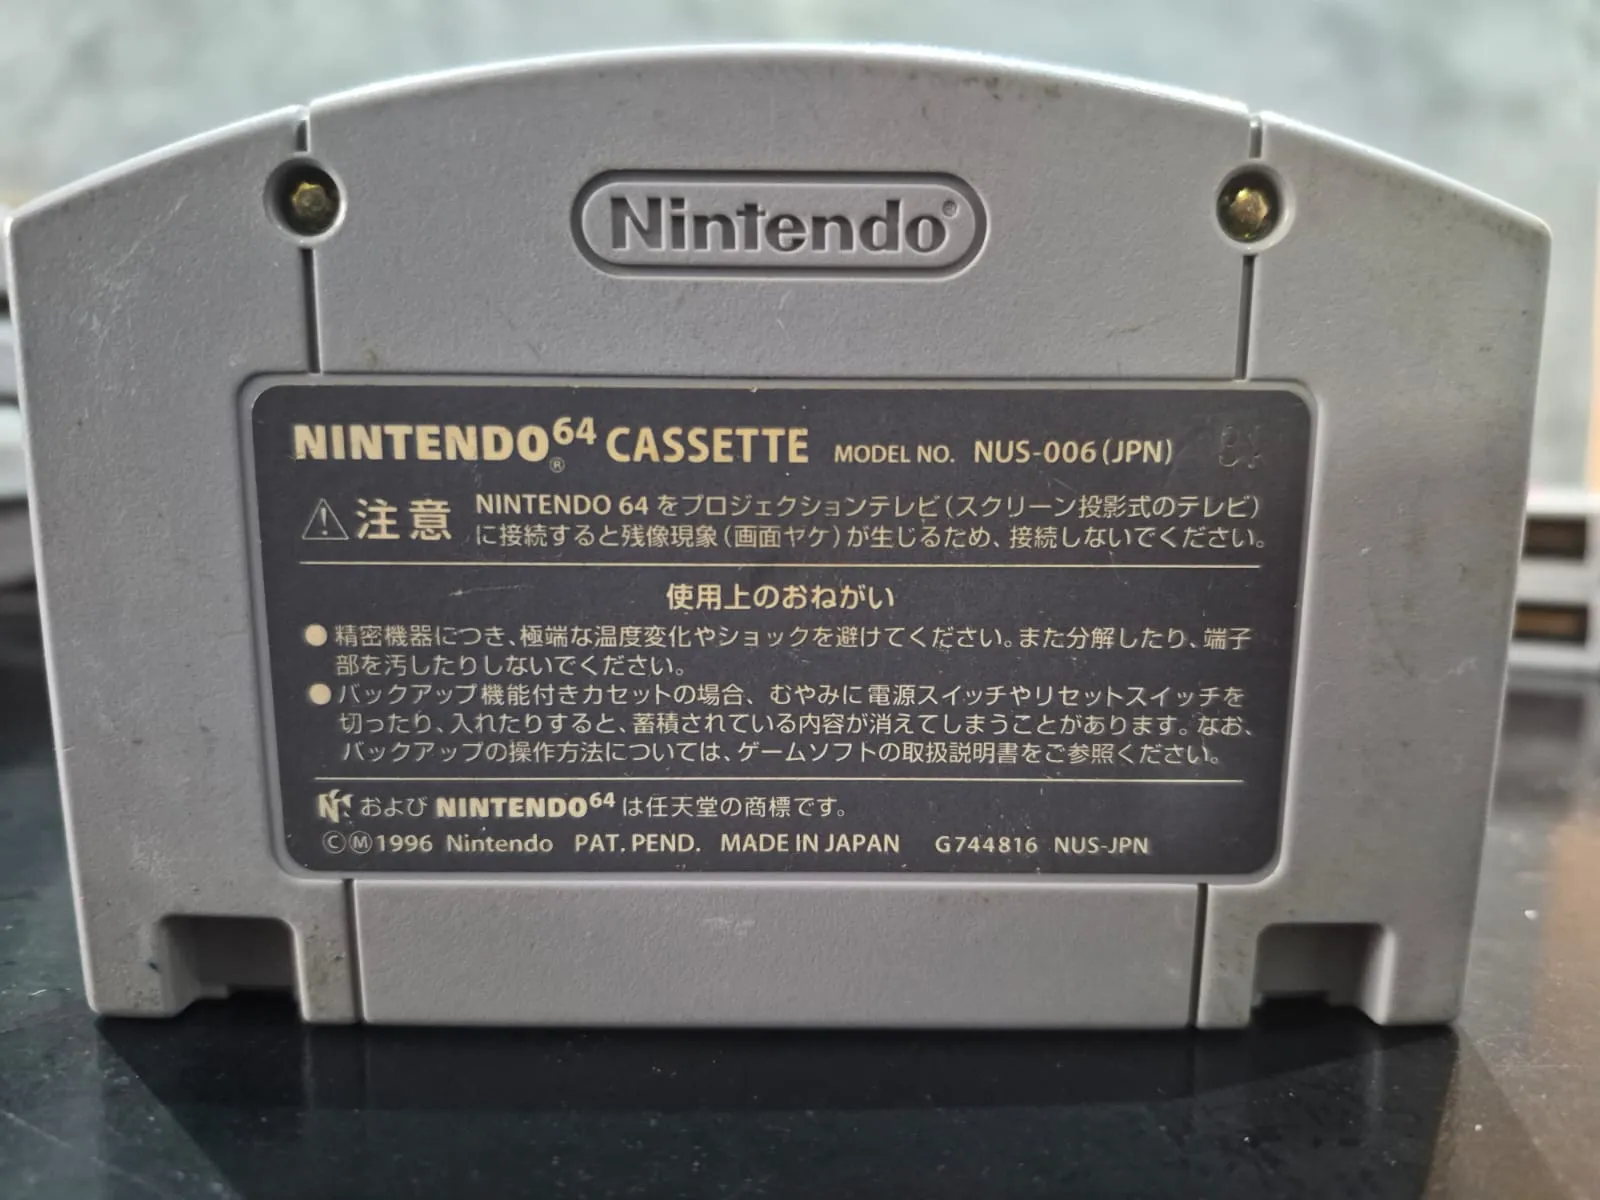 Nintendo®
NINTENDO64® CASSETTE MODEL NO. NUS-006(JPN)
注意 NINTENDO 64 をプロジェクションテレビ(スクリーン投影式のテレビ)
に接続すると残像現象(画面ヤケ)が生じるため、接続しないでください。
使用上のおねがい
●精密機器につき、極端な温度変化やショックを避けてください。また分解したり、端子
部を汚したりしないでください。
●バックアップ機能付きカセットの場合、むやみに電源スイッチやリセットスイッチを
切ったり、入れたりすると、蓄積されている内容が消えてしまうことがあります。なお、
バックアップの操作方法については、ゲームソフトの取扱説明書をご参照ください。
N およびNINTENDO64は任天堂の商標です。
ⒸⓂ1996 Nintendo PAT. PEND. MADE IN JAPAN G744816 NUS-JPN